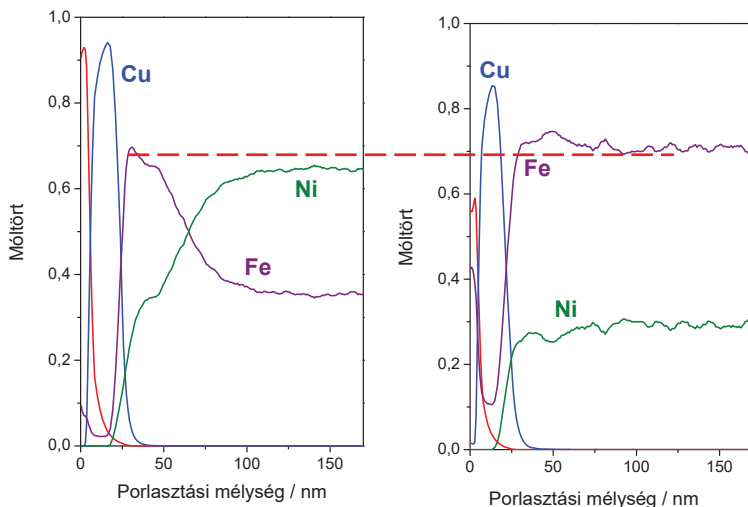 1,0
0,8
0,6
0,4
0,2
0,0
Móltört
Cu
Ni
Fe
0
50
100
150
Porlasztási mélység / nm
1,0
0,8
0,6
0,4
0,2
0,0
Móltört
Cu
Fe
Ni
0
50
100
150
Porlasztási mélység / nm